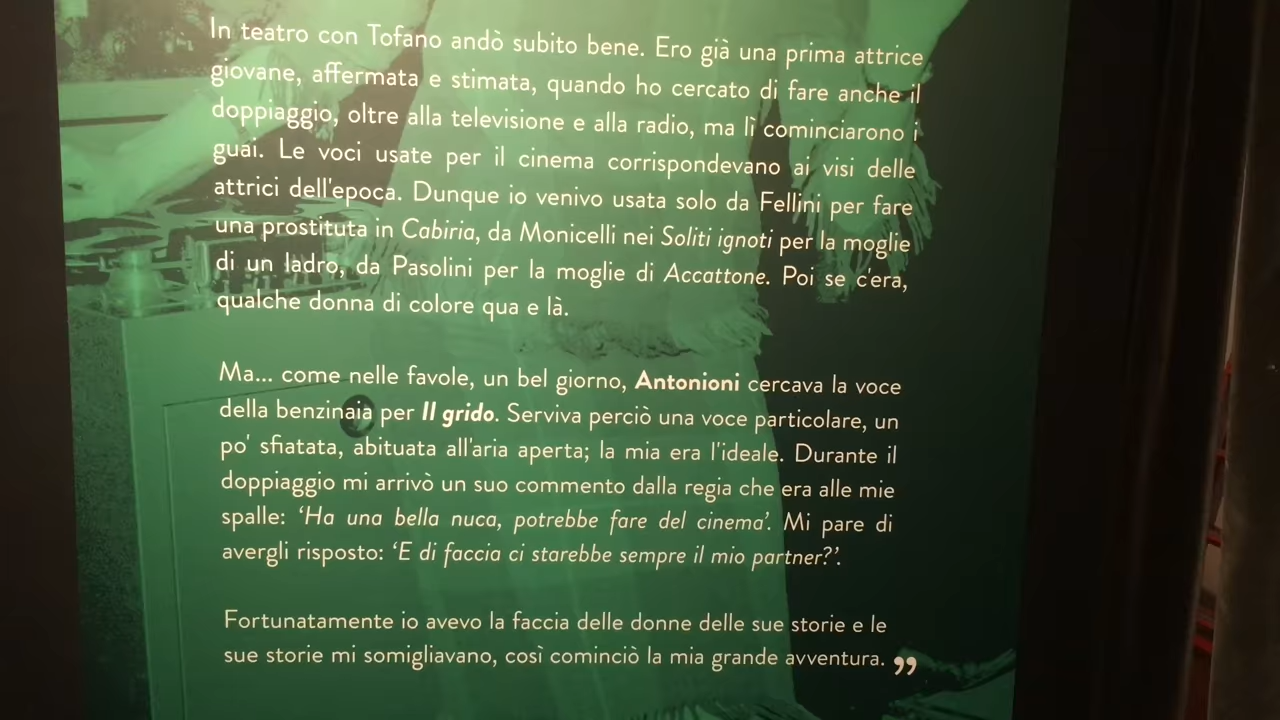 In teatro con Tofano andò subito bene. Ero già una prima attrice
giovane, affermata e stimata, quando ho cercato di fare anche il
doppiaggio, oltre alla televisione e alla radio, ma lì cominciarono i
guai. Le voci usate per il cinema corrispondevano ai visi delle
attrici dell'epoca. Dunque io venivo usata solo da Fellini per fare
una prostituta in Cabiria, da Monicelli nei Soliti ignoti per la moglie
di un ladro, da Pasolini per la moglie di Accattone. Poi se c'era,
qualche donna di colore qua e là.
Ma... come nelle favole, un bel giorno, Antonioni cercava la voce
della benzinaia per Il grido. Serviva perciò una voce particolare, un
po' sfiatata, abituata all'aria aperta; la mia era l'ideale. Durante il
doppiaggio mi arrivò un suo commento dalla regia che era alle mie
spalle: ‘Ha una bella nuca, potrebbe fare del cinema’. Mi pare di
avergli risposto: ‘E di faccia ci starebbe sempre il mio partner?’.
Fortunatamente io avevo la faccia delle donne delle sue storie e le
sue storie mi somigliavano, così cominciò la mia grande avventura. ”